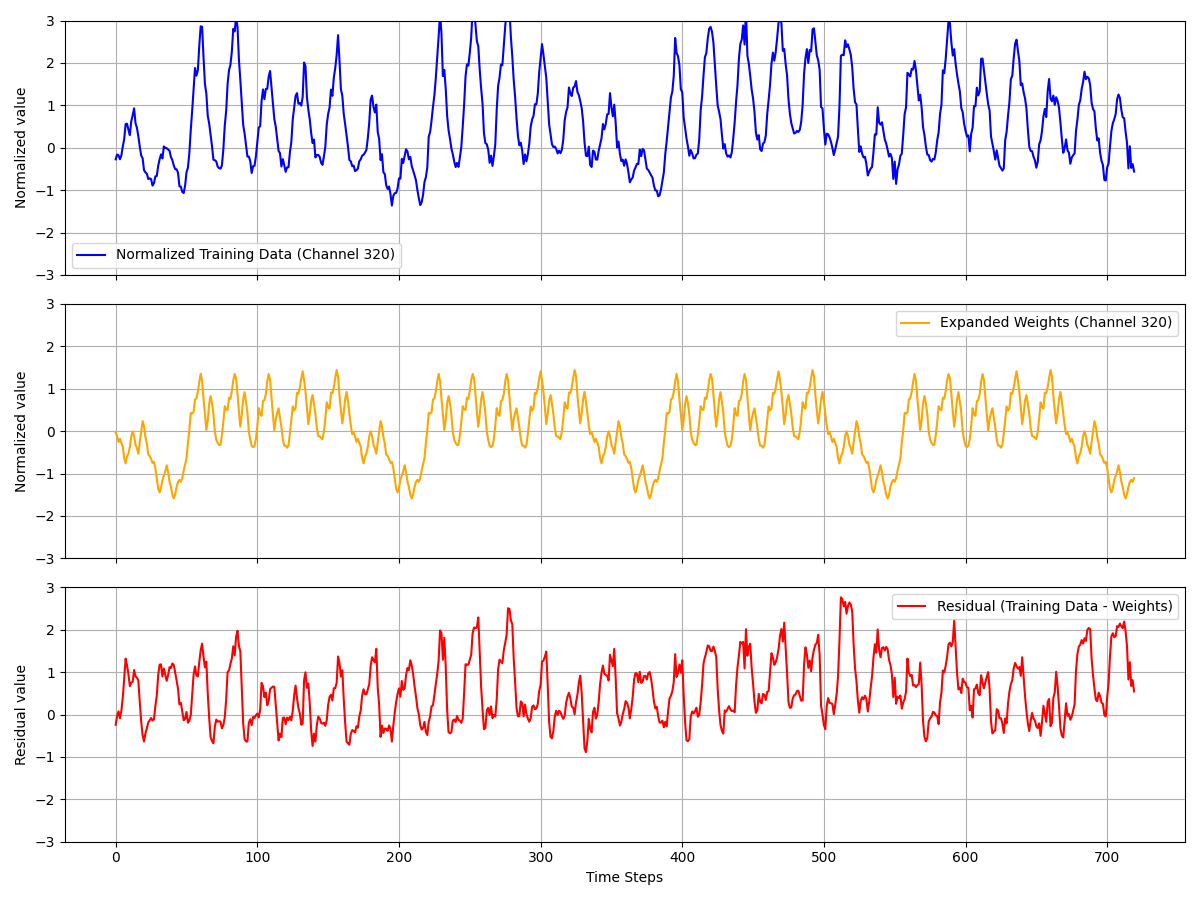 3
2
1
0
−1
−2
−3
Normalized value
Normalized Training Data (Channel 320)
3
2
1
0
−1
−2
−3
Normalized value
Expanded Weights (Channel 320)
3
2
1
0
−1
−2
−3
Residual value
Residual (Training Data - Weights)
0 100 200 300 400 500 600 700
Time Steps